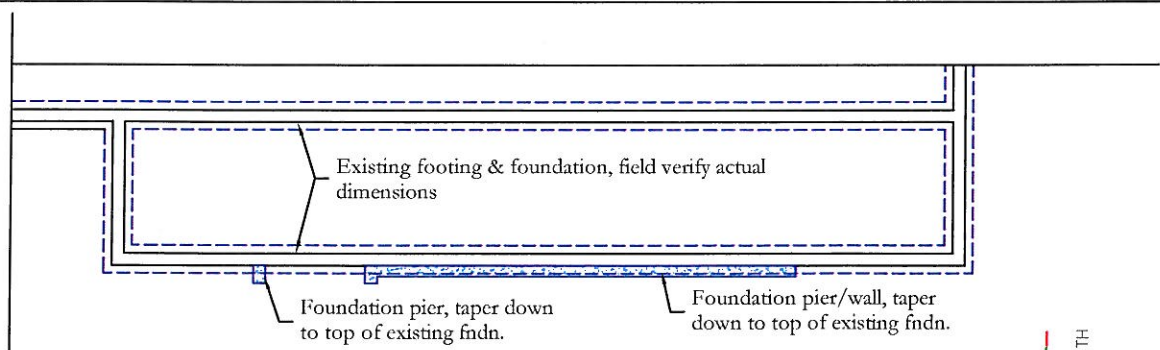 Existing footing & foundation, field verify actual
dimensions
Foundation pier, taper down
to top of existing fndn.
Foundation pier/wall, taper
down to top of existing fndn.
TH